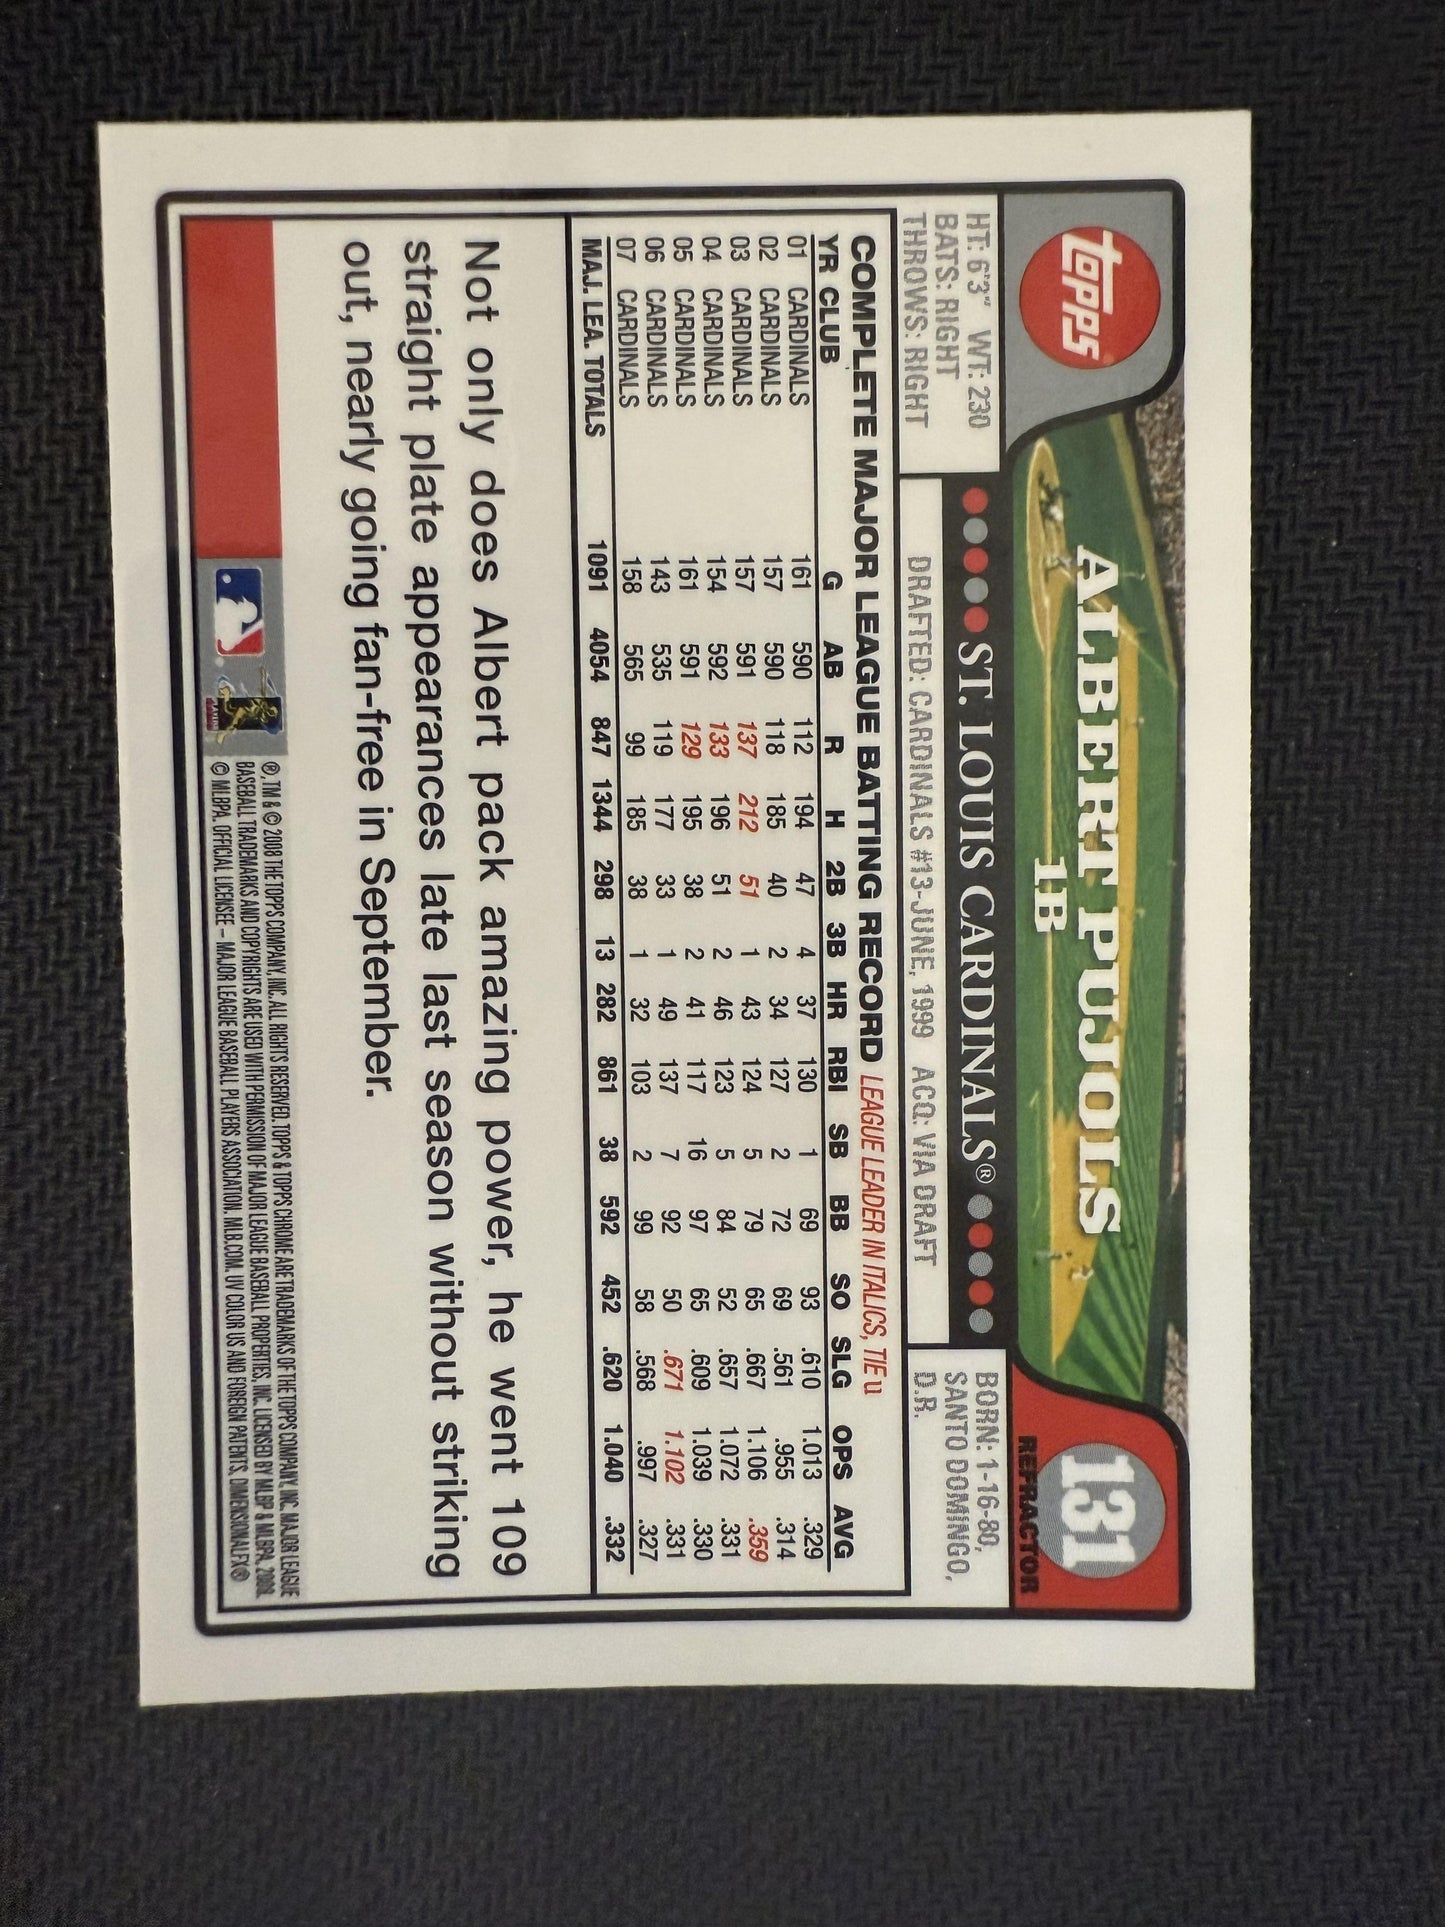 topps
ALBERT PUJOLS
1B
131
REFRACTOR
HT: 6'3" WT: 230
BATS: RIGHT
THROWS: RIGHT
ST. LOUIS CARDINALS®
BORN: 1-16-80,
SANTO DOMINGO,
D.R.
DRAFTED: CARDINALS #13-JUNE, 1999 ACQ: VIA DRAFT
COMPLETE MAJOR LEAGUE BATTING RECORD LEAGUE LEADER IN ITALICS, TIE u
YR CLUB G AB R H 2B 3B HR RBI SB BB SO SLG OPS AVG
01 CARDINALS 161 590 112 194 47 4 37 130 1 69 93 .610 1.013 .329
02 CARDINALS 157 590 118 185 40 2 34 127 2 72 69 .561 .955 .314
03 CARDINALS 157 591 137 212 51 1 43 124 5 79 65 .667 1.106 .359
04 CARDINALS 154 592 133 196 51 2 46 123 5 84 52 .657 1.072 .331
05 CARDINALS 161 591 129 195 38 2 41 117 16 97 65 .609 1.039 .330
06 CARDINALS 143 535 119 177 33 1 49 137 7 92 50 .671 1.102 .331
07 CARDINALS 158 565 99 185 38 1 32 103 2 99 58 .568 .997 .327
MAJ. LEA. TOTALS 1091 4054 847 1344 298 13 282 861 38 592 452 .620 1.040 .332
Not only does Albert pack amazing power, he went 109
straight plate appearances late last season without striking
out, nearly going fan-free in September.
®, TM & © 2008 THE TOPPS COMPANY, INC. ALL RIGHTS RESERVED. TOPPS & TOPPS CHROME ARE TRADEMARKS OF THE TOPPS COMPANY, INC. MAJOR LEAGUE
BASEBALL TRADEMARKS AND COPYRIGHTS ARE USED WITH PERMISSION OF MAJOR LEAGUE BASEBALL PROPERTIES, INC. LICENSED BY MLBP & MLBPA, 2008.
© MLBPA, OFFICIAL LICENSEE – MAJOR LEAGUE BASEBALL PLAYERS ASSOCIATION. MLB.COM. UV COLOR US AND FOREIGN PATENTS, DIMENSIONALFX®